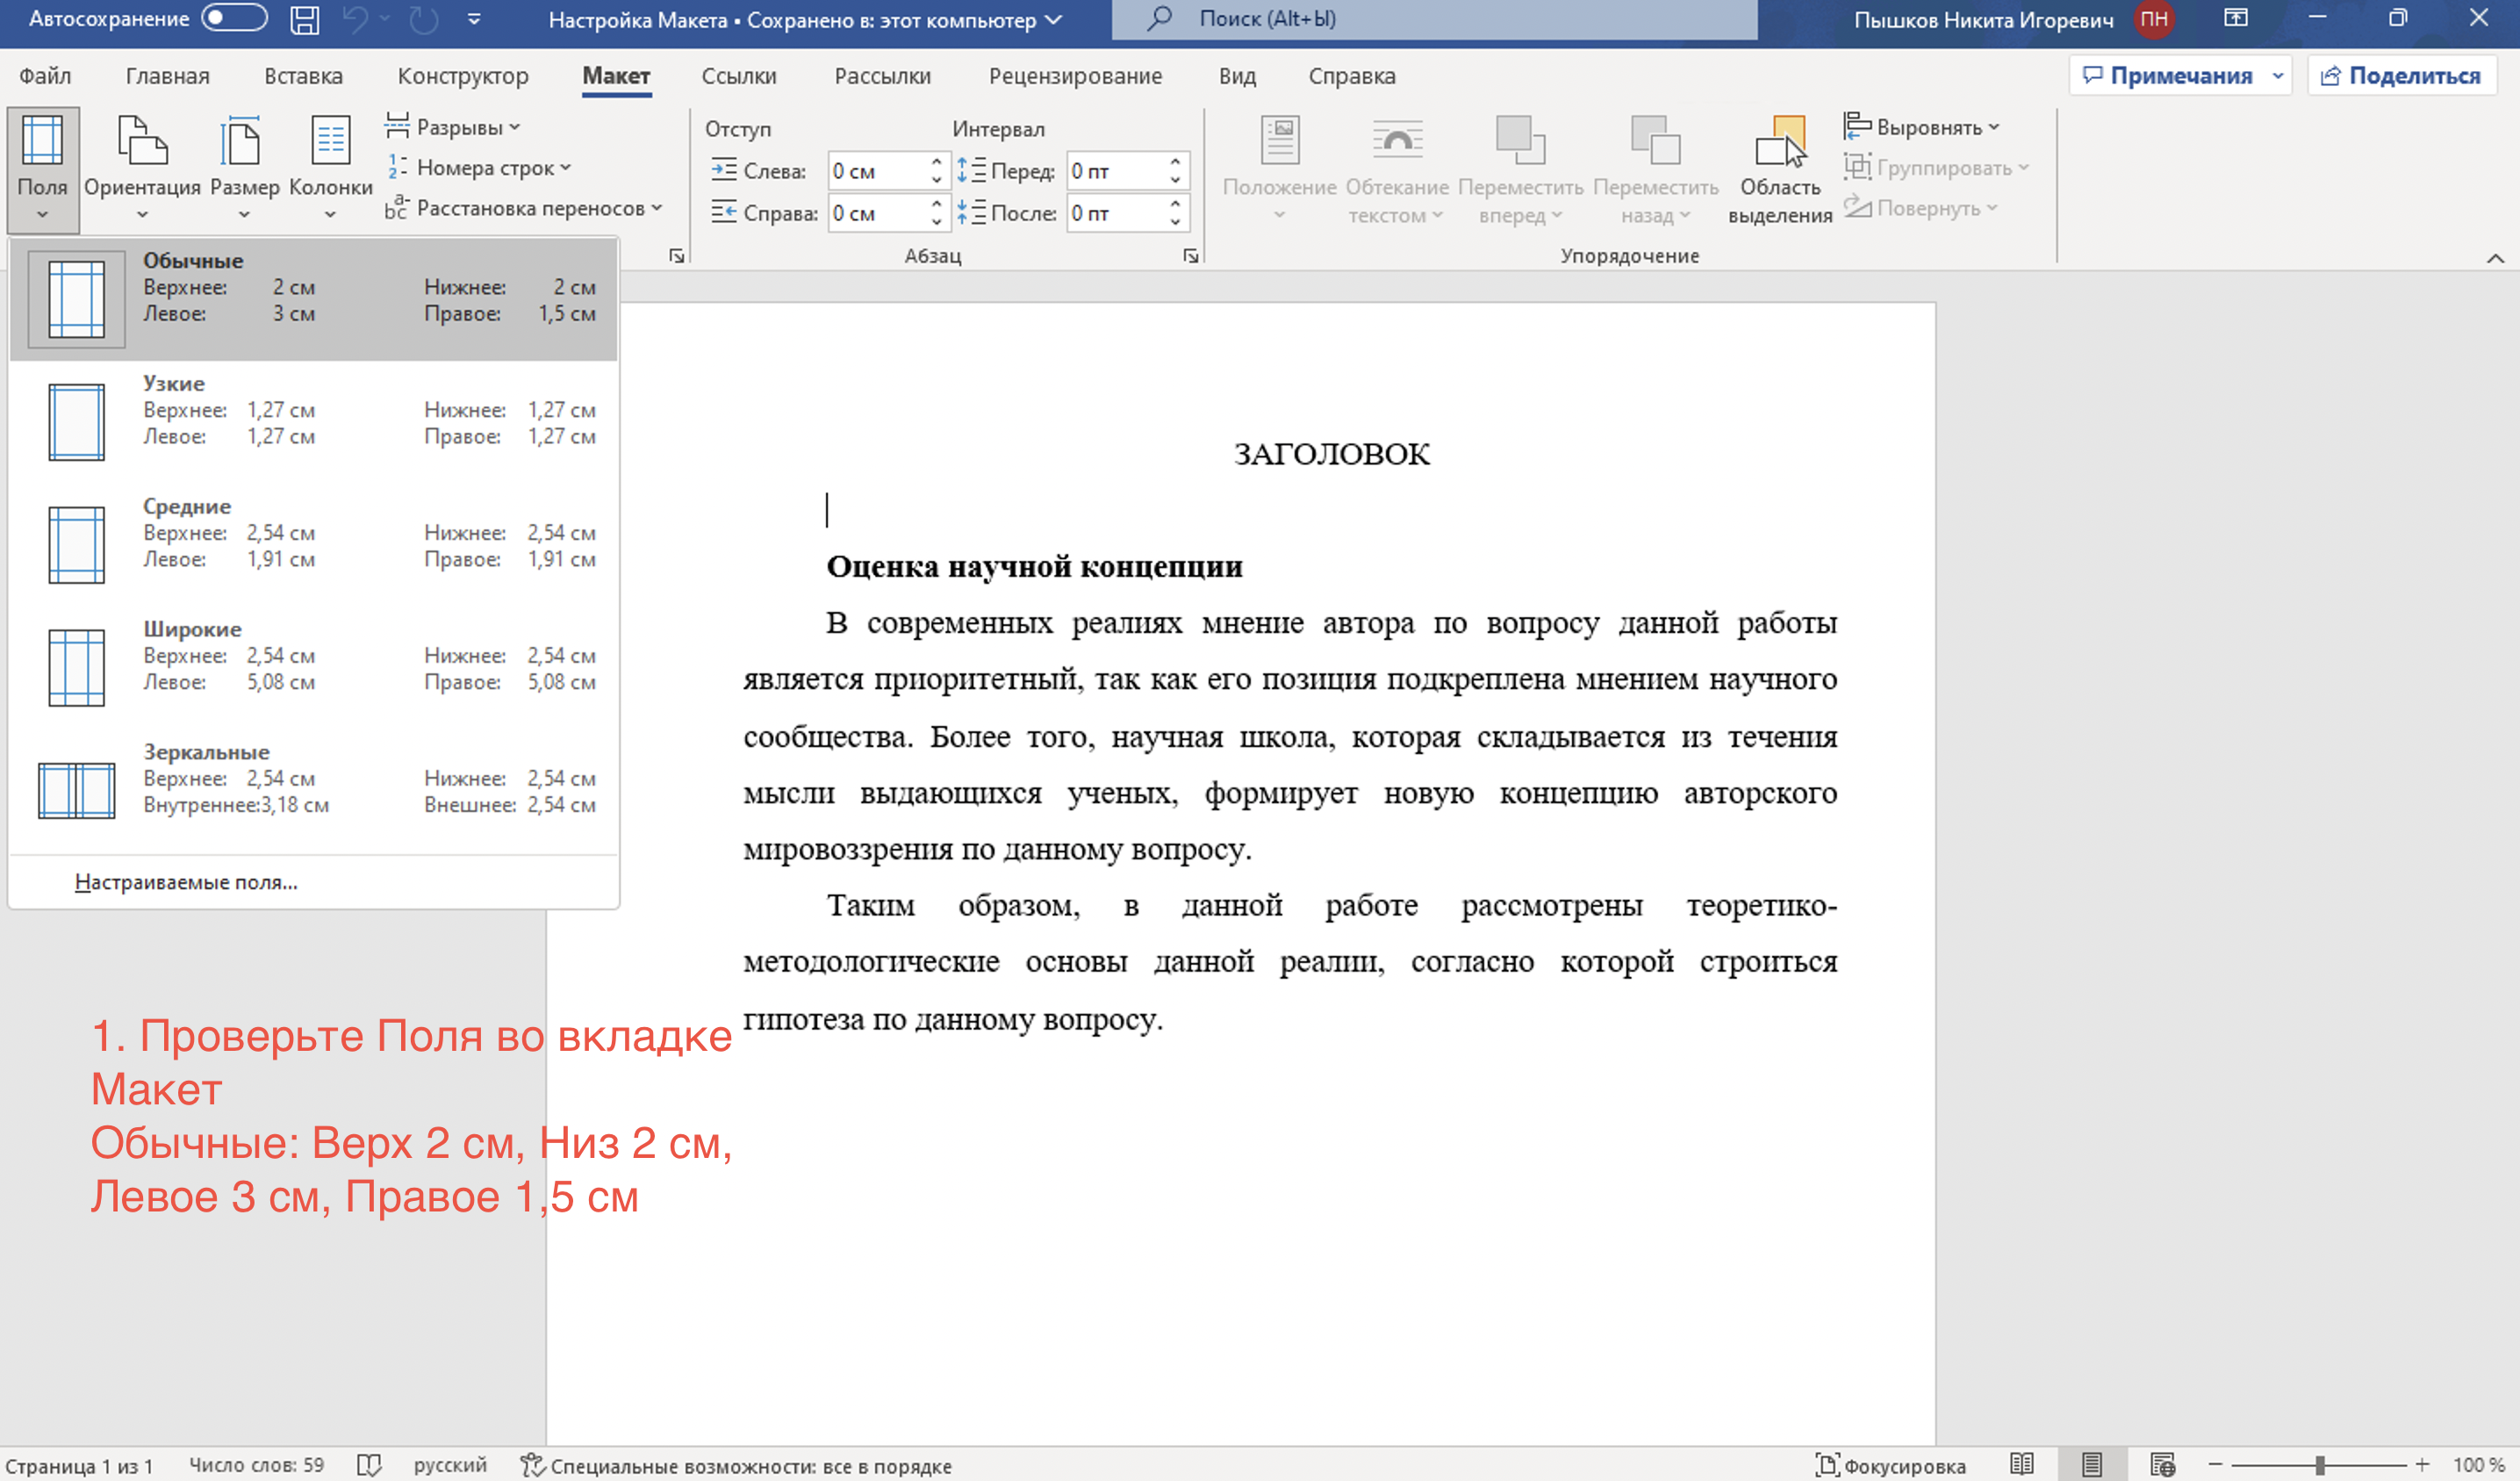 Автосохранение
Настройка Макета • Сохранено в: этот компьютер
Поиск (Alt+Ы)
Пышков Никита Игоревич
ПН
Файл
Главная
Вставка
Конструктор
Макет
Ссылки
Рассылки
Рецензирование
Вид
Справка
Примечания
Поделиться
Поля
Ориентация
Размер
Колонки
Разрывы
Номера строк
Расстановка переносов
Отступ
Слева: 0 см
Справа: 0 см
Интервал
Перед: 0 пт
После: 0 пт
Абзац
Положение
Обтекание
текстом
Переместить
вперед
Переместить
назад
Область
выделения
Выровнять
Группировать
Повернуть
Упорядочение
Обычные
Верхнее: 2 см Нижнее: 2 см
Левое: 3 см Правое: 1,5 см
Узкие
Верхнее: 1,27 см Нижнее: 1,27 см
Левое: 1,27 см Правое: 1,27 см
Средние
Верхнее: 2,54 см Нижнее: 2,54 см
Левое: 1,91 см Правое: 1,91 см
Широкие
Верхнее: 2,54 см Нижнее: 2,54 см
Левое: 5,08 см Правое: 5,08 см
Зеркальные
Верхнее: 2,54 см Нижнее: 2,54 см
Внутреннее:3,18 см Внешнее: 2,54 см
Настраиваемые поля...
ЗАГОЛОВОК
Оценка научной концепции
В современных реалиях мнение автора по вопросу данной работы
является приоритетный, так как его позиция подкреплена мнением научного
сообщества. Более того, научная школа, которая складывается из течения
мысли выдающихся ученых, формирует новую концепцию авторского
мировоззрения по данному вопросу.
Таким образом, в данной работе рассмотрены теоретико-
методологические основы данной реалии, согласно которой строиться
гипотеза по данному вопросу.
1. Проверьте Поля во вкладке
Макет
Обычные: Верх 2 см, Низ 2 см,
Левое 3 см, Правое 1,5 см
Страница 1 из 1
Число слов: 59
русский
Специальные возможности: все в порядке
Фокусировка
100 %